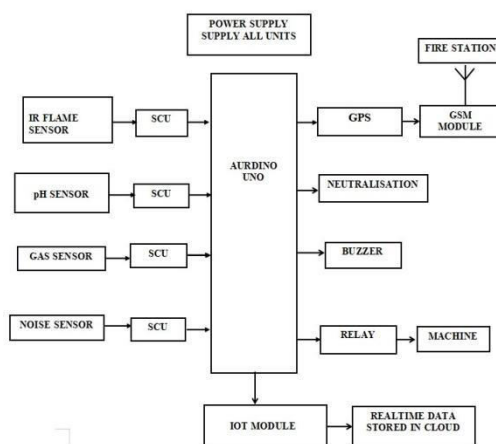 POWER SUPPLY
SUPPLY ALL UNITS
FIRE STATION
IR FLAME
SENSOR
SCU
AURDINO
UNO
GPS
GSM
MODULE
pH SENSOR
SCU
NEUTRALISATION
GAS SENSOR
SCU
BUZZER
NOISE SENSOR
SCU
RELAY
MACHINE
IOT MODULE
REALTIME DATA
STORED IN CLOUD